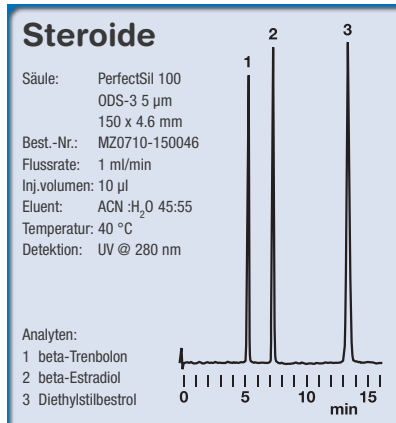 Steroide
Säule: PerfectSil 100
ODS-3 5 µm
150 x 4.6 mm
Best.-Nr.: MZ0710-150046
Flussrate: 1 ml/min
Inj.volumen: 10 µl
Eluent: ACN :H₂O 45:55
Temperatur: 40 °C
Detektion: UV @ 280 nm
Analyten:
1 beta-Trenbolon
2 beta-Estradiol
3 Diethylstilbestrol
1 2 3
0 5 10 15
min